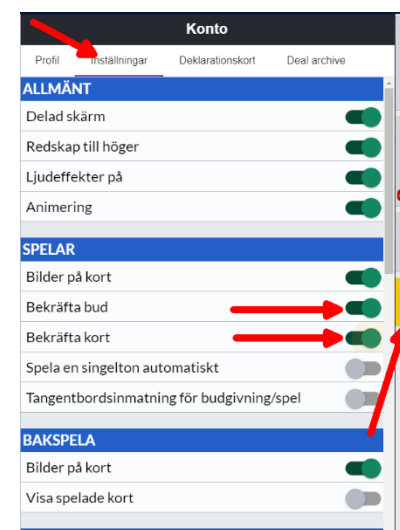 Konto
Profil Inställningar Deklarationskort Deal archive
ALLMÄNT
Delad skärm
Redskap till höger
Ljudeffekter på
Animering
SPELAR
Bilder på kort
Bekräfta bud
Bekräfta kort
Spela en singelton automatiskt
Tangentbordsinmatning för budgivning/spel
BAKSPELA
Bilder på kort
Visa spelade kort